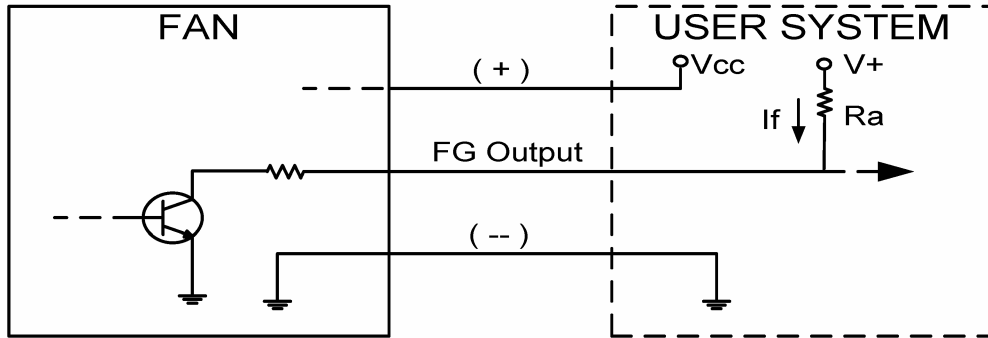 FAN
USER SYSTEM
( + )
Vcc
V+
If
Ra
FG Output
( -- )